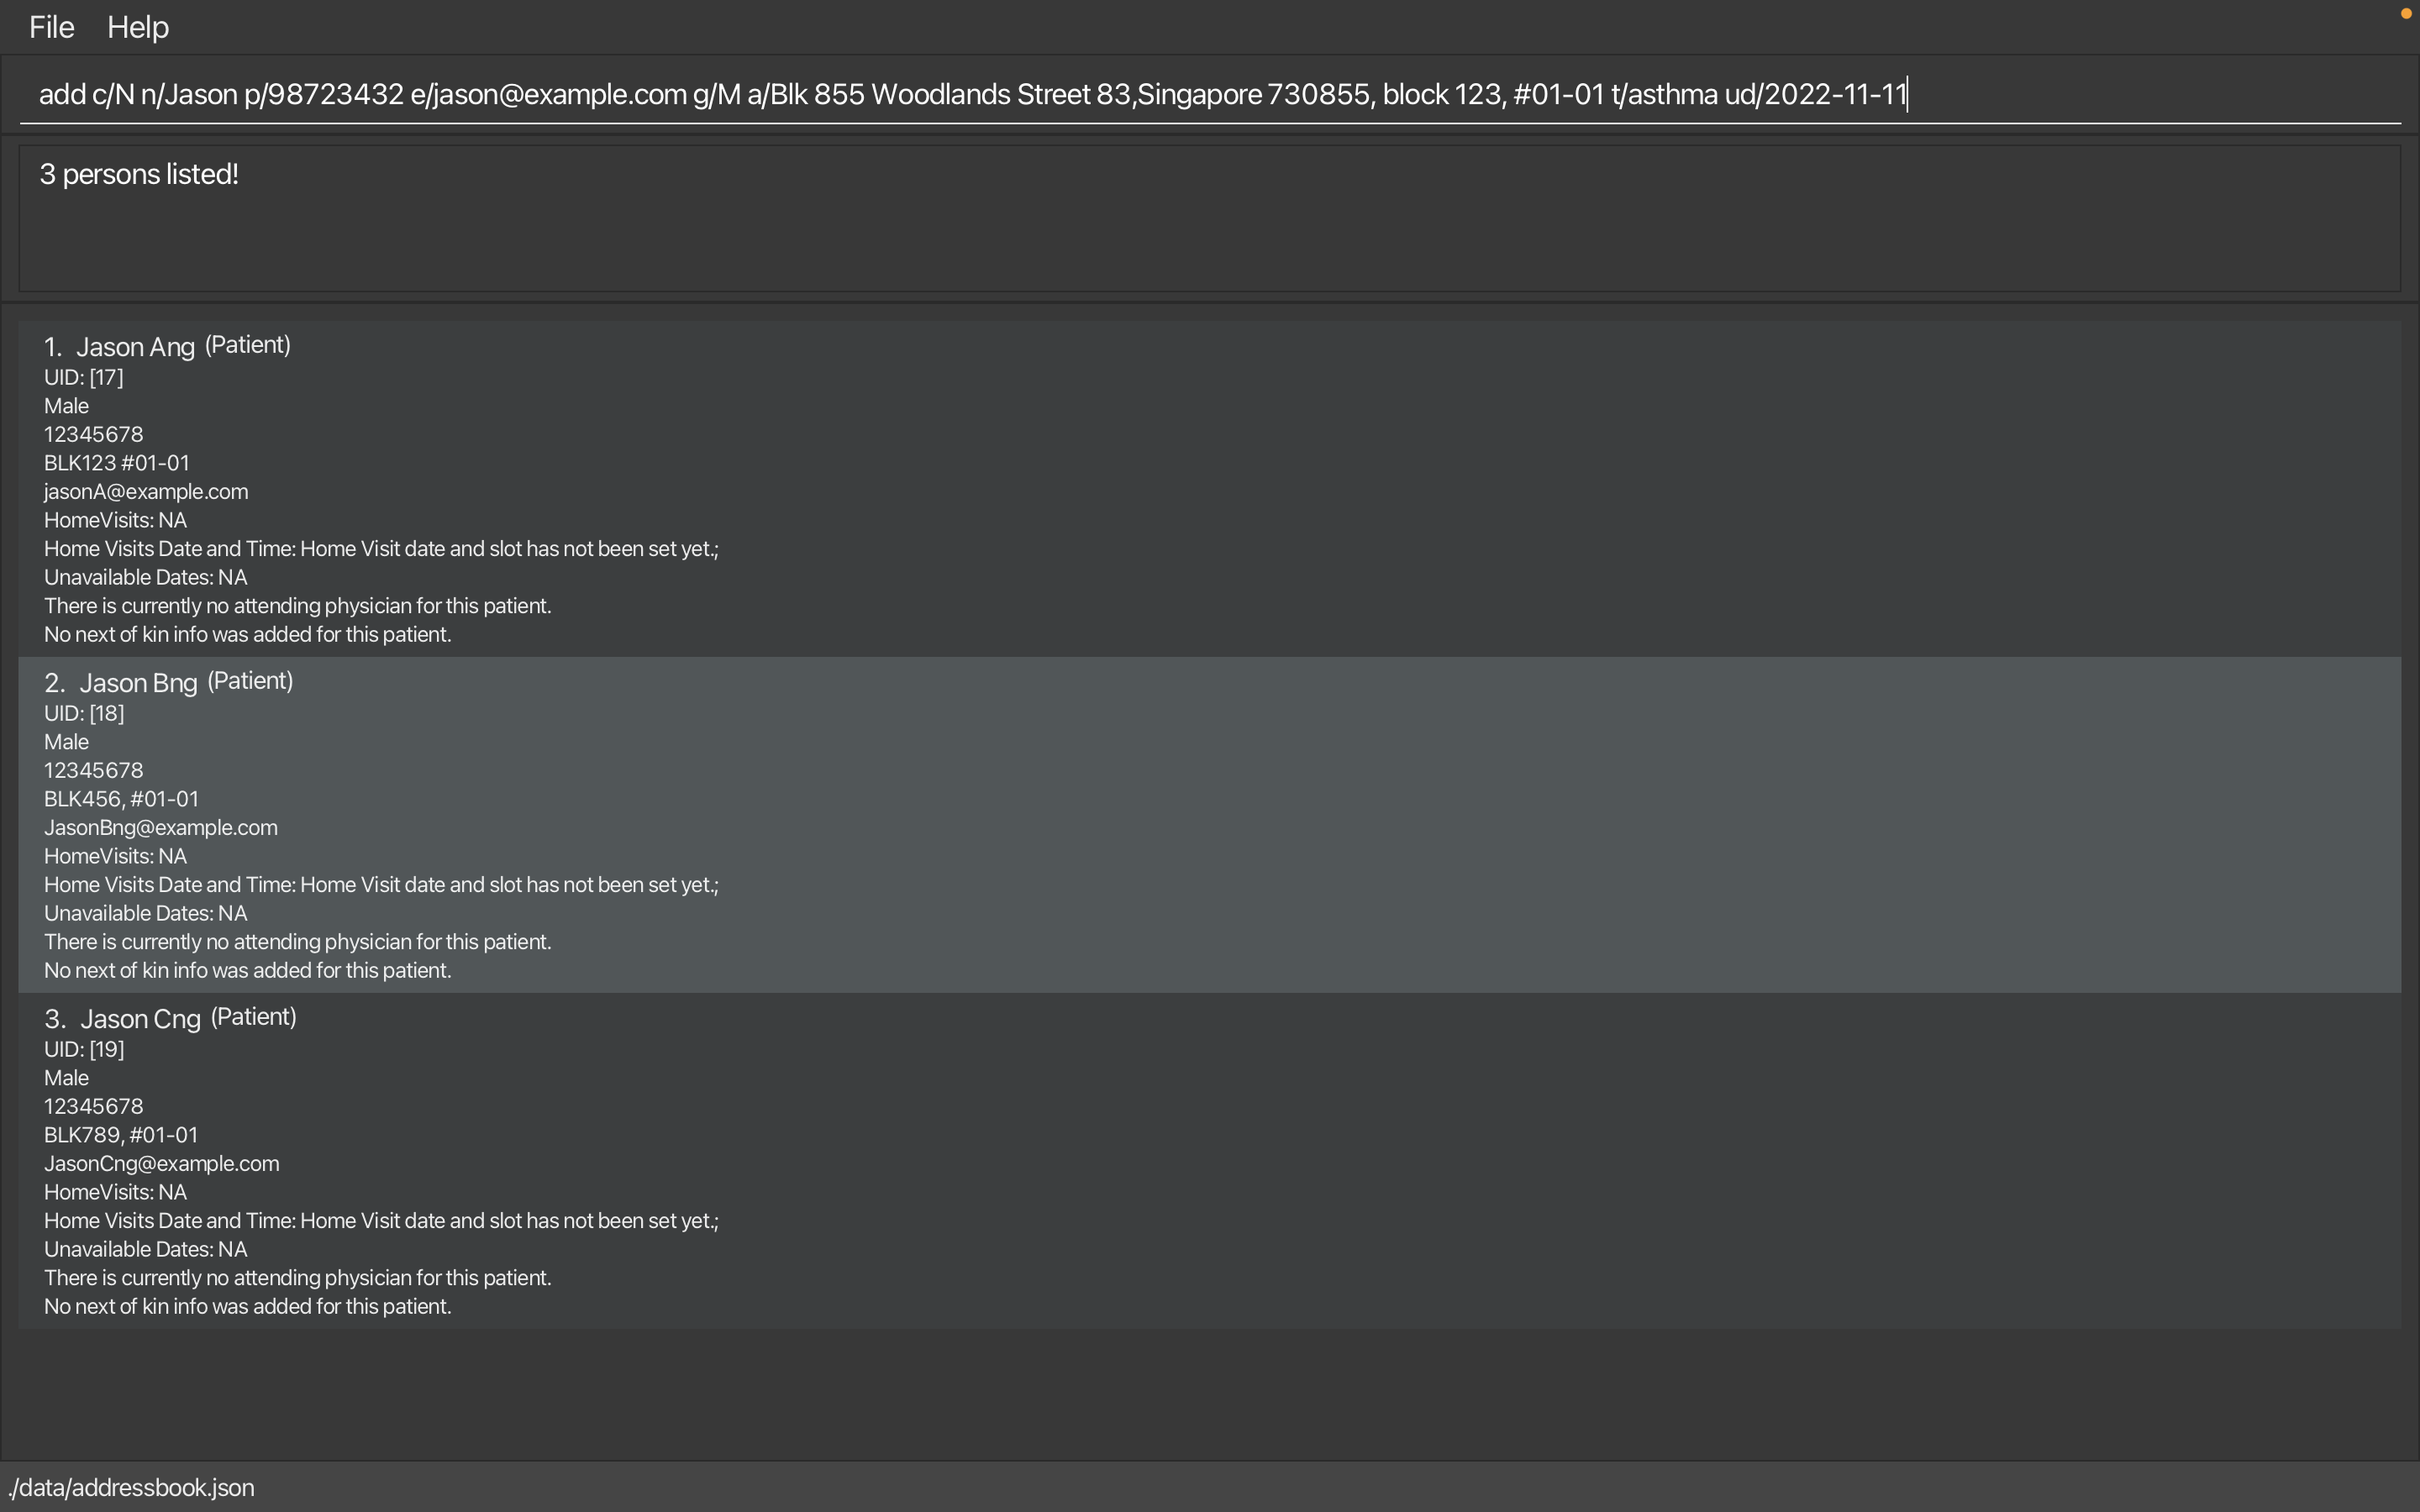 File Help
add c/N n/Jason p/98723432 e/jason@example.com g/M a/Blk 855 Woodlands Street 83,Singapore 730855, block 123, #01-01 t/asthma ud/2022-11-11
3 persons listed!
1. Jason Ang (Patient)
UID: [17]
Male
12345678
BLK123 #01-01
jasonA@example.com
HomeVisits: NA
Home Visits Date and Time: Home Visit date and slot has not been set yet.;
Unavailable Dates: NA
There is currently no attending physician for this patient.
No next of kin info was added for this patient.
2. Jason Bng (Patient)
UID: [18]
Male
12345678
BLK456, #01-01
JasonBng@example.com
HomeVisits: NA
Home Visits Date and Time: Home Visit date and slot has not been set yet.;
Unavailable Dates: NA
There is currently no attending physician for this patient.
No next of kin info was added for this patient.
3. Jason Cng (Patient)
UID: [19]
Male
12345678
BLK789, #01-01
JasonCng@example.com
HomeVisits: NA
Home Visits Date and Time: Home Visit date and slot has not been set yet.;
Unavailable Dates: NA
There is currently no attending physician for this patient.
No next of kin info was added for this patient.
./data/addressbook.json